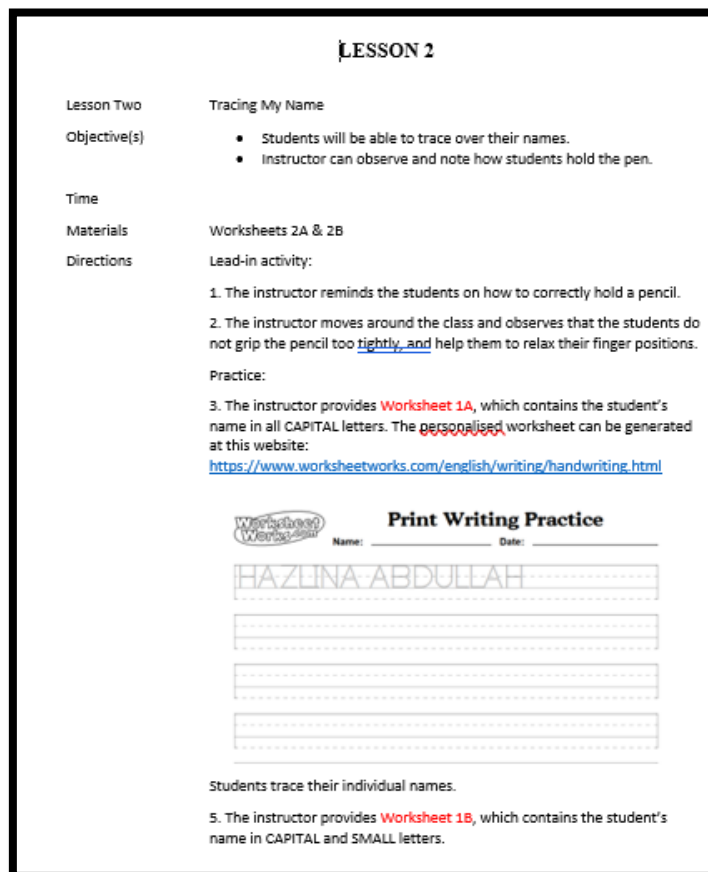 LESSON 2
Lesson Two Tracing My Name
Objective(s) • Students will be able to trace over their names.
• Instructor can observe and note how students hold the pen.
Time
Materials Worksheets 2A & 2B
Directions Lead-in activity:
1. The instructor reminds the students on how to correctly hold a pencil.
2. The instructor moves around the class and observes that the students do
not grip the pencil too tightly, and help them to relax their finger positions.
Practice:
3. The instructor provides Worksheet 1A, which contains the student's
name in all CAPITAL letters. The personalised worksheet can be generated
at this website:
https://www.worksheetworks.com/english/writing/handwriting.html
Worksheet
Works.com
Print Writing Practice
Name: Date:
HAZLINA ABDULLAH
Students trace their individual names.
5. The instructor provides Worksheet 1B, which contains the student's
name in CAPITAL and SMALL letters.